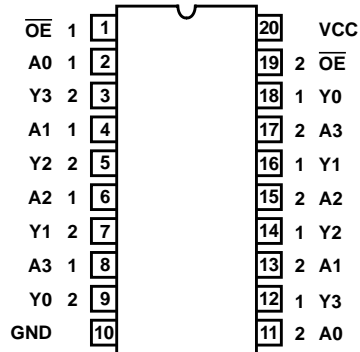 O̅E̅ 1 1 20 VCC
A0 1 2 19 2 O̅E̅
Y3 2 3 18 1 Y0
A1 1 4 17 2 A3
Y2 2 5 16 1 Y1
A2 1 6 15 2 A2
Y1 2 7 14 1 Y2
A3 1 8 13 2 A1
Y0 2 9 12 1 Y3
GND 10 11 2 A0